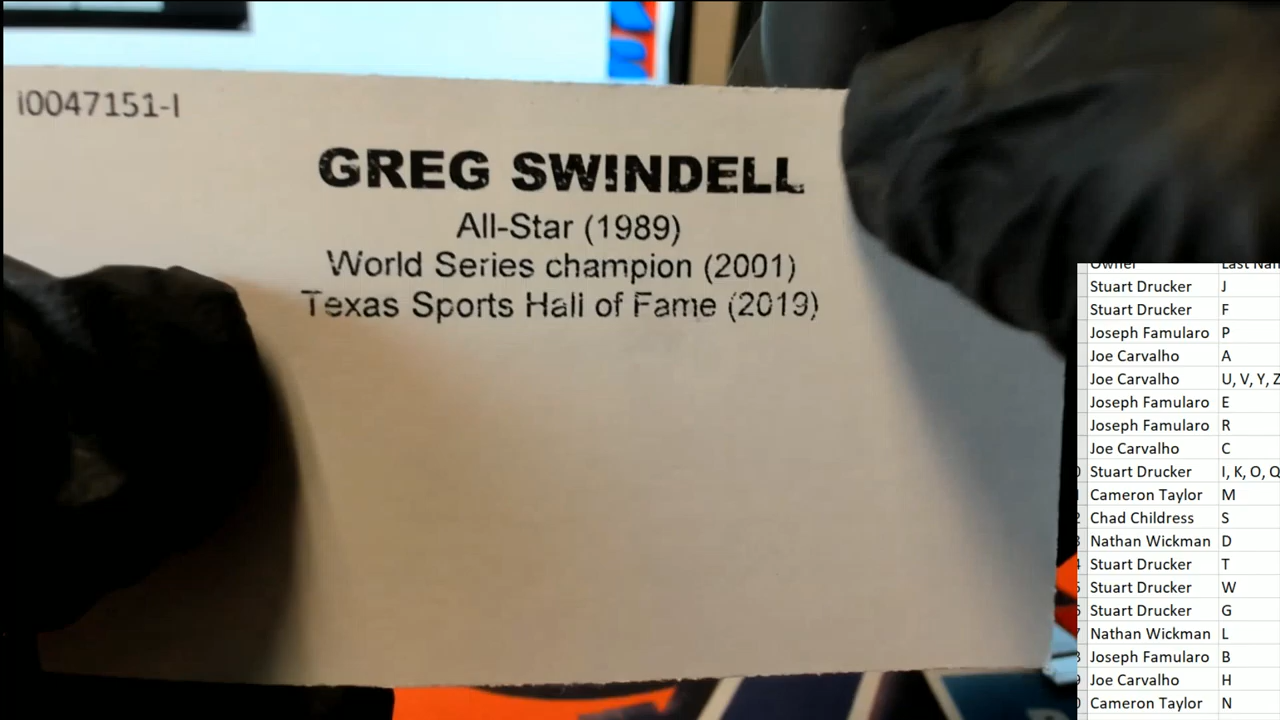 i0047151-I
GREG SWINDELL
All-Star (1989)
World Series champion (2001)
Texas Sports Hall of Fame (2019)
Owner
Stuart Drucker J
Stuart Drucker F
Joseph Famularo P
Joe Carvalho A
Joe Carvalho U, V, Y, Z
Joseph Famularo E
Joseph Famularo R
Joe Carvalho C
Stuart Drucker I, K, O, Q
Cameron Taylor M
Chad Childress S
Nathan Wickman D
Stuart Drucker T
Stuart Drucker W
Stuart Drucker G
Nathan Wickman L
Joseph Famularo B
Joe Carvalho H
Cameron Taylor N